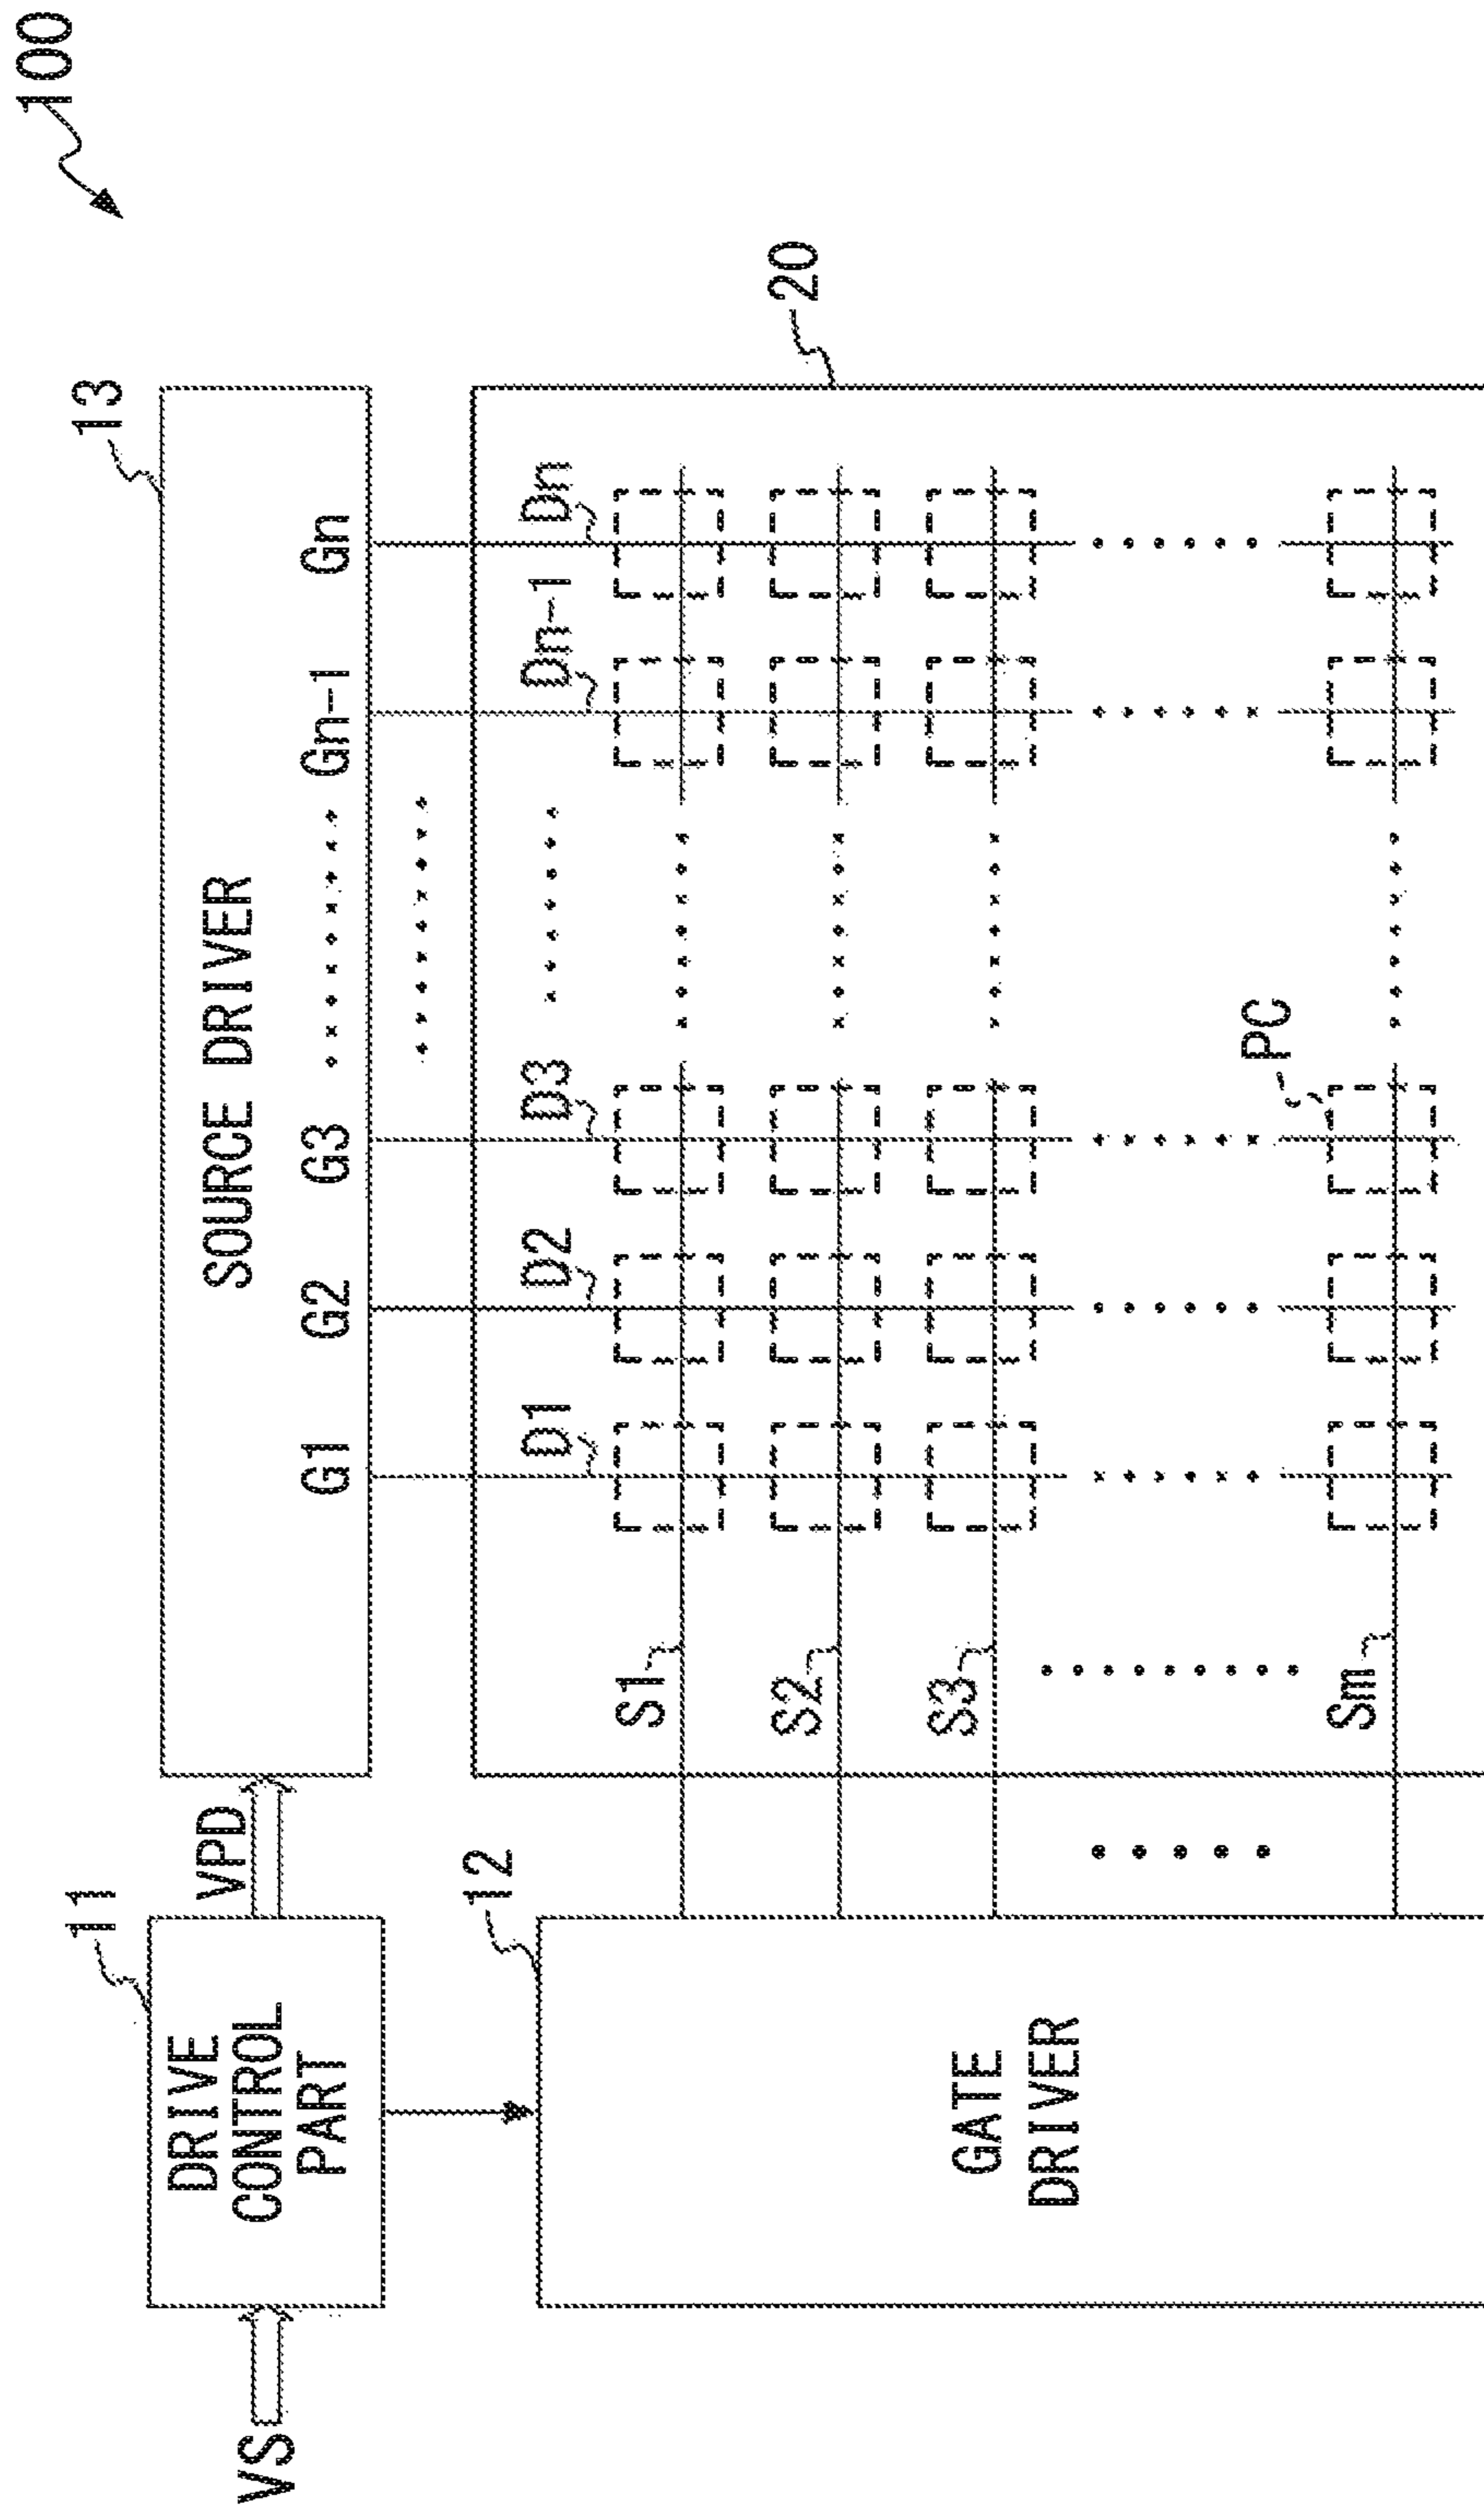 100
13
11
VPD
VS
DRIVE
CONTROL
PART
SOURCE DRIVER
G1 G2 G3 Gn-1 Gn
20
12
D1 D2 D3 Dn-1 Dn
S1
S2
S3
GATE
DRIVER
PC
Sm